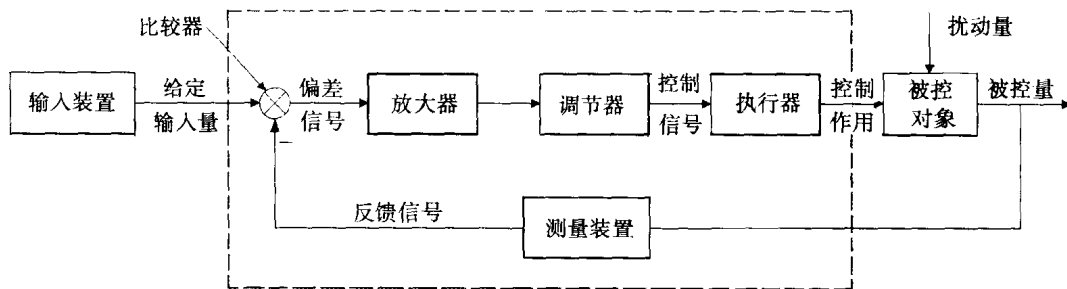 比较器
扰动量
输入装置
给定
输入量
偏差
信号
放大器
调节器
控制
信号
执行器
控制
作用
被控
对象
被控量
反馈信号
测量装置